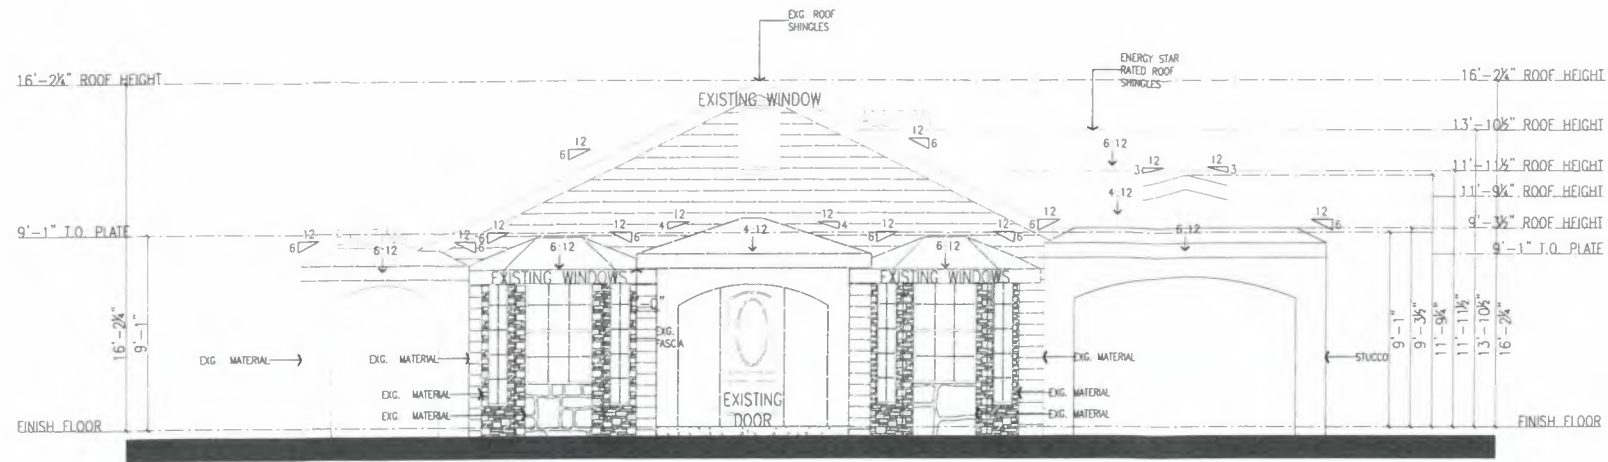 EXG. ROOF
SHINGLES
ENERGY STAR
RATED ROOF
SHINGLES
16'-2¼" ROOF HEIGHT
16'-2¼" ROOF HEIGHT
EXISTING WINDOW
13'-10½" ROOF HEIGHT
12
6
12
6
6:12
11'-11½" ROOF HEIGHT
12
3
12
3
4:12
11'-9¼" ROOF HEIGHT
9'-3½" ROOF HEIGHT
9'-1" T.O. PLATE
9'-1" T.O. PLATE
12
6
12
6
12
6
12
6
12
4
12
4
12
6
12
6
12
6
12
6
6:12
6:12
4:12
6:12
6:12
EXISTING WINDOWS
EXISTING WINDOWS
16'-2¼"
9'-1"
9'-1"
9'-3½"
11'-9¼"
11'-11½"
13'-10½"
16'-2¼"
EXG.
FASCIA
EXG. MATERIAL
EXG. MATERIAL
EXG. MATERIAL
STUCCO
EXG. MATERIAL
EXG. MATERIAL
EXG. MATERIAL
EXG. MATERIAL
EXISTING
DOOR
FINISH FLOOR
FINISH FLOOR